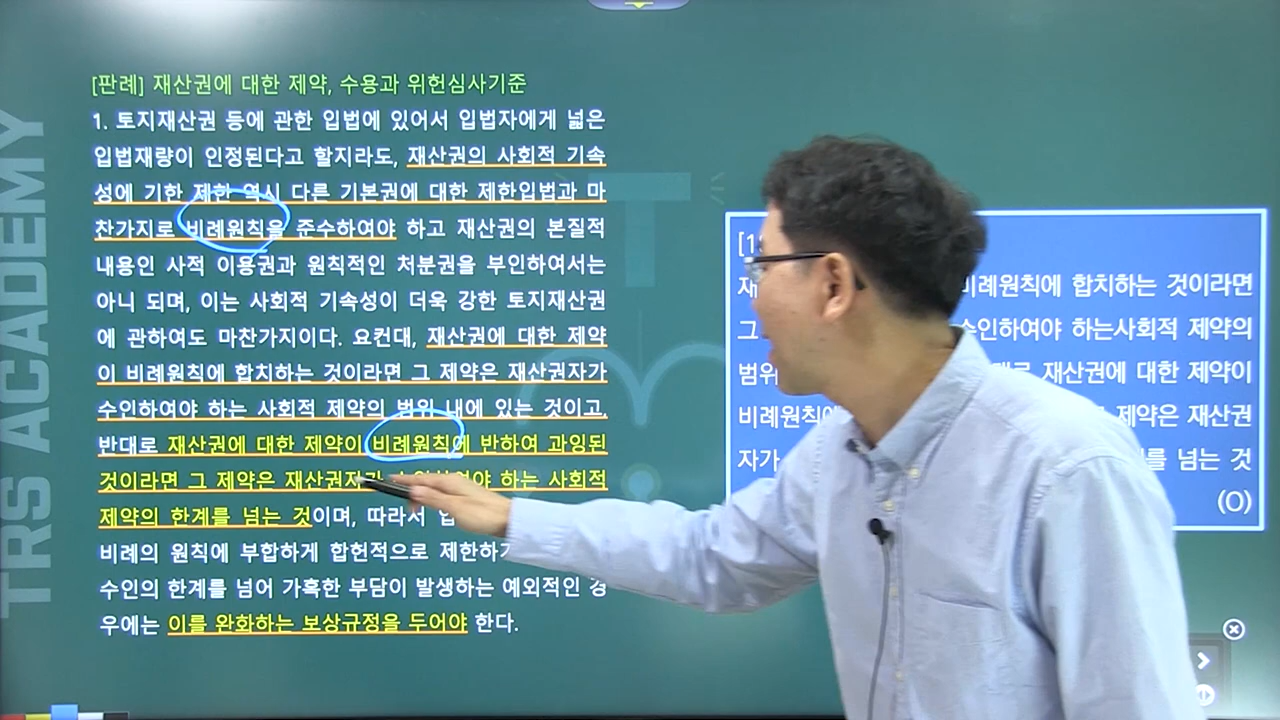 TRS ACADEMY
[판례] 재산권에 대한 제약, 수용과 위헌심사기준
1. 토지재산권 등에 관한 입법에 있어서 입법자에게 넓은
입법재량이 인정된다고 할지라도, 재산권의 사회적 기속
성에 기한 제한 역시 다른 기본권에 대한 제한입법과 마
찬가지로 비례원칙을 준수하여야 하고 재산권의 본질적
내용인 사적 이용권과 원칙적인 처분권을 부인하여서는
아니 되며, 이는 사회적 기속성이 더욱 강한 토지재산권
에 관하여도 마찬가지이다. 요컨대, 재산권에 대한 제약
이 비례원칙에 합치하는 것이라면 그 제약은 재산권자가
수인하여야 하는 사회적 제약의 범위 내에 있는 것이고,
반대로 재산권에 대한 제약이 비례원칙에 반하여 과잉된
것이라면 그 제약은 하는 사회적
제약의 한계를 넘는 것이며, 따라서
비례의 원칙에 부합하게 합헌적으로
수인의 한계를 넘어 가혹한 부담이 발생하는 예외적인 경
우에는 이를 완화하는 보상규정을 두어야 한다.
비례원칙에 합치하는 것이라면
그 하는사회적 제약의
범위 재산권에 대한 제약이
제약은 재산권
자가 넘는 것
(O)